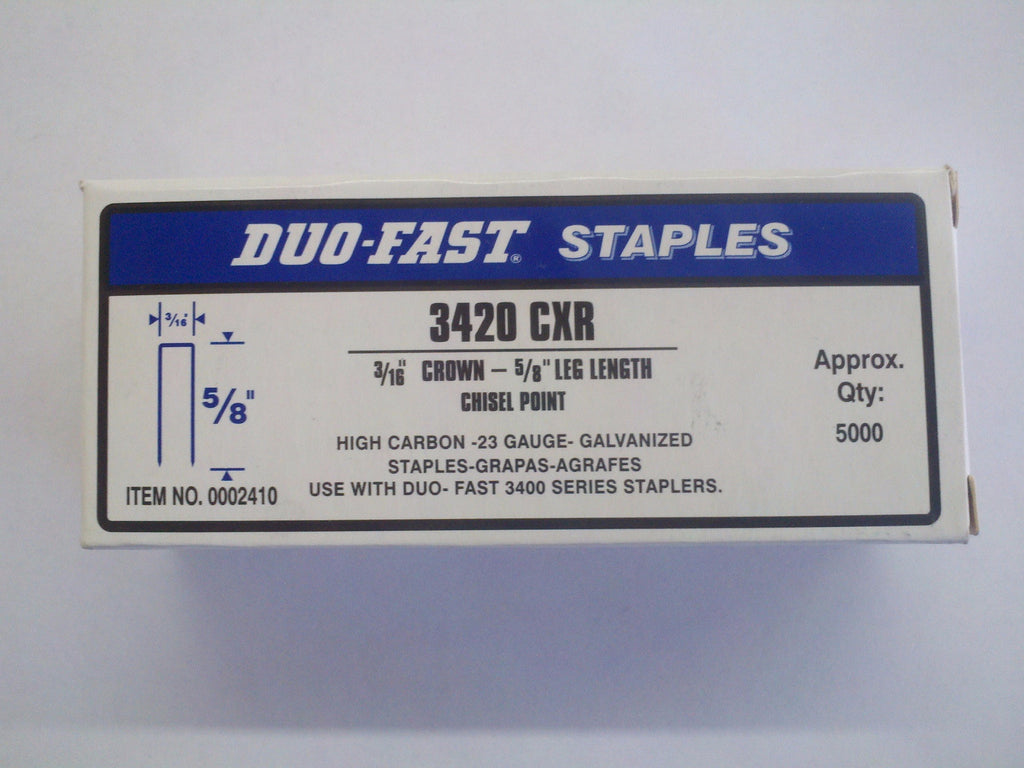 DUO-FAST® STAPLES
3420 CXR
3/16" CROWN – 5/8" LEG LENGTH
CHISEL POINT
HIGH CARBON -23 GAUGE- GALVANIZED
STAPLES-GRAPAS-AGRAFES
USE WITH DUO- FAST 3400 SERIES STAPLERS.
3/16"
5/8"
ITEM NO. 0002410
Approx.
Qty:
5000